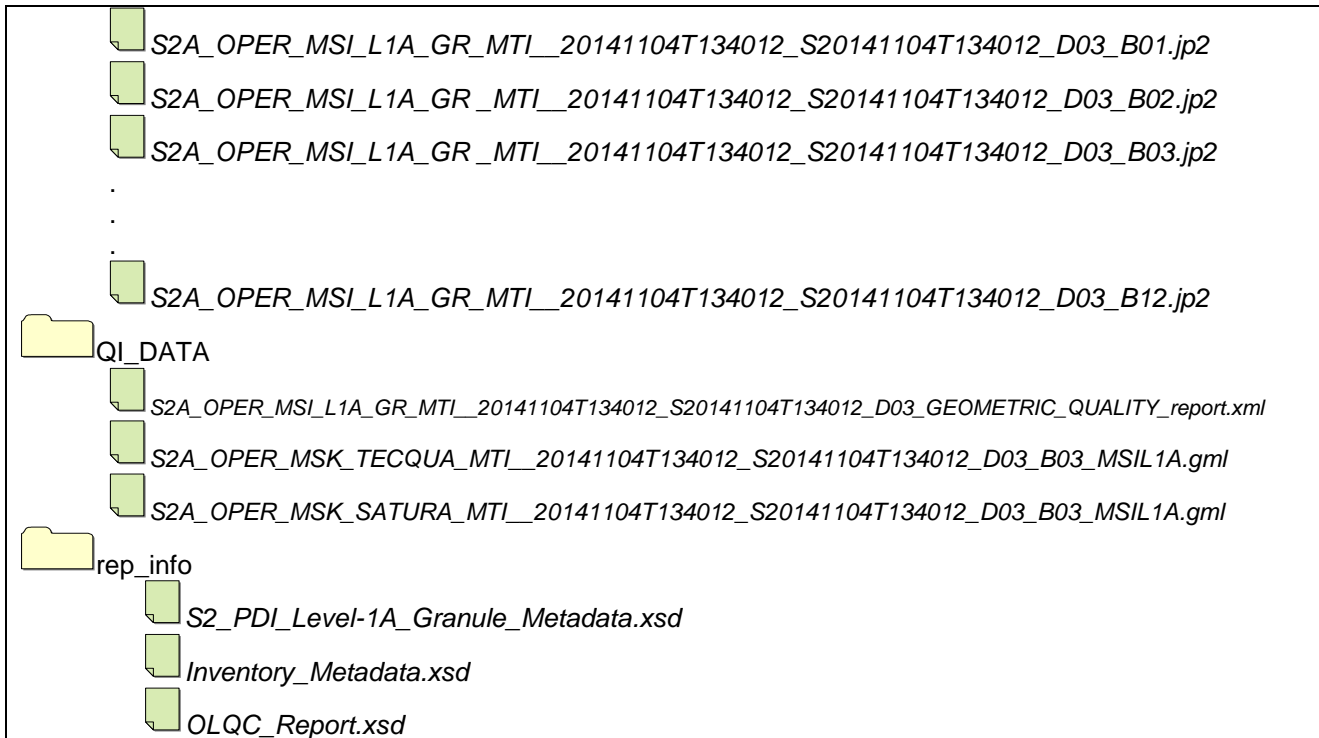 S2A_OPER_MSI_L1A_GR_MTI__20141104T134012_S20141104T134012_D03_B01.jp2
S2A_OPER_MSI_L1A_GR _MTI__20141104T134012_S20141104T134012_D03_B02.jp2
S2A_OPER_MSI_L1A_GR _MTI__20141104T134012_S20141104T134012_D03_B03.jp2
.
.
.
S2A_OPER_MSI_L1A_GR_MTI__20141104T134012_S20141104T134012_D03_B12.jp2
QI_DATA
S2A_OPER_MSI_L1A_GR_MTI__20141104T134012_S20141104T134012_D03_GEOMETRIC_QUALITY_report.xml
S2A_OPER_MSK_TECQUA_MTI__20141104T134012_S20141104T134012_D03_B03_MSIL1A.gml
S2A_OPER_MSK_SATURA_MTI__20141104T134012_S20141104T134012_D03_B03_MSIL1A.gml
rep_info
S2_PDI_Level-1A_Granule_Metadata.xsd
Inventory_Metadata.xsd
OLQC_Report.xsd